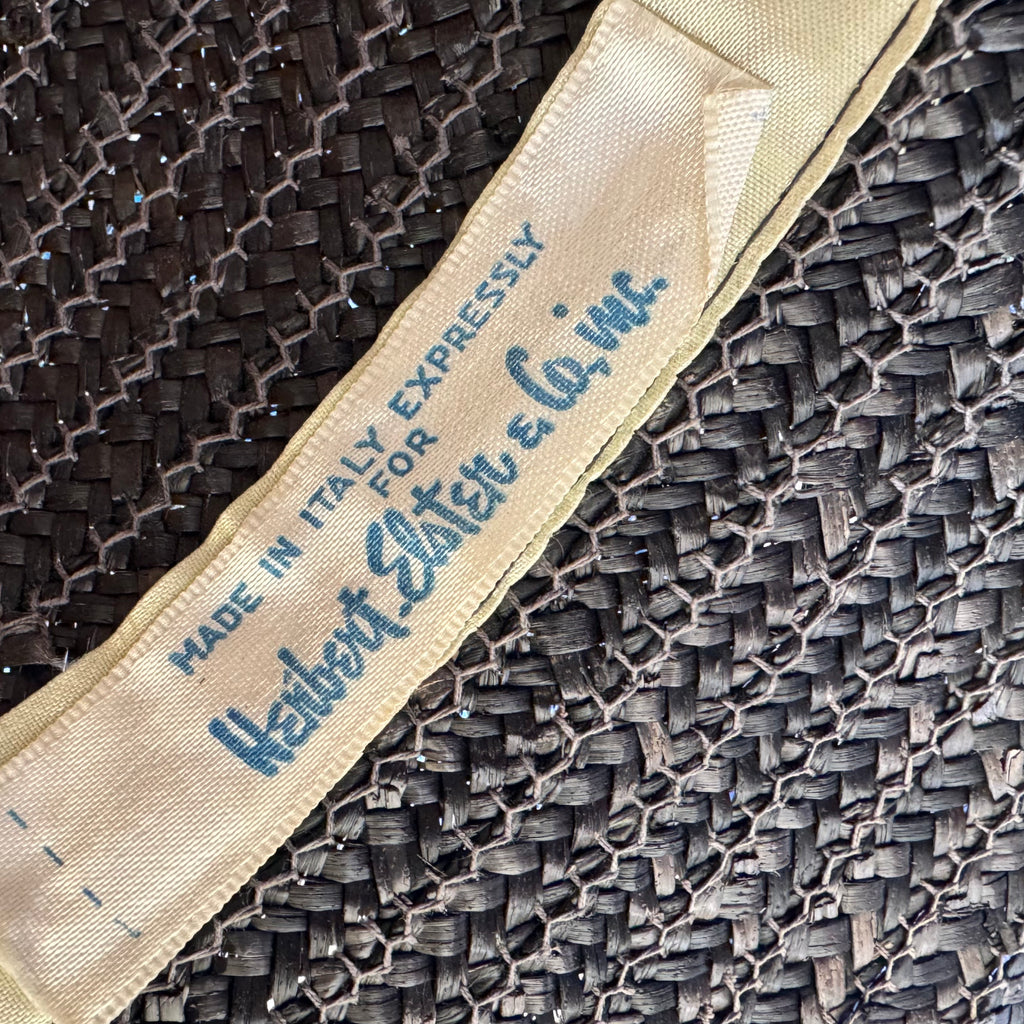 MADE IN ITALY EXPRESSLY
FOR
Herbert Elster & Co, inc.